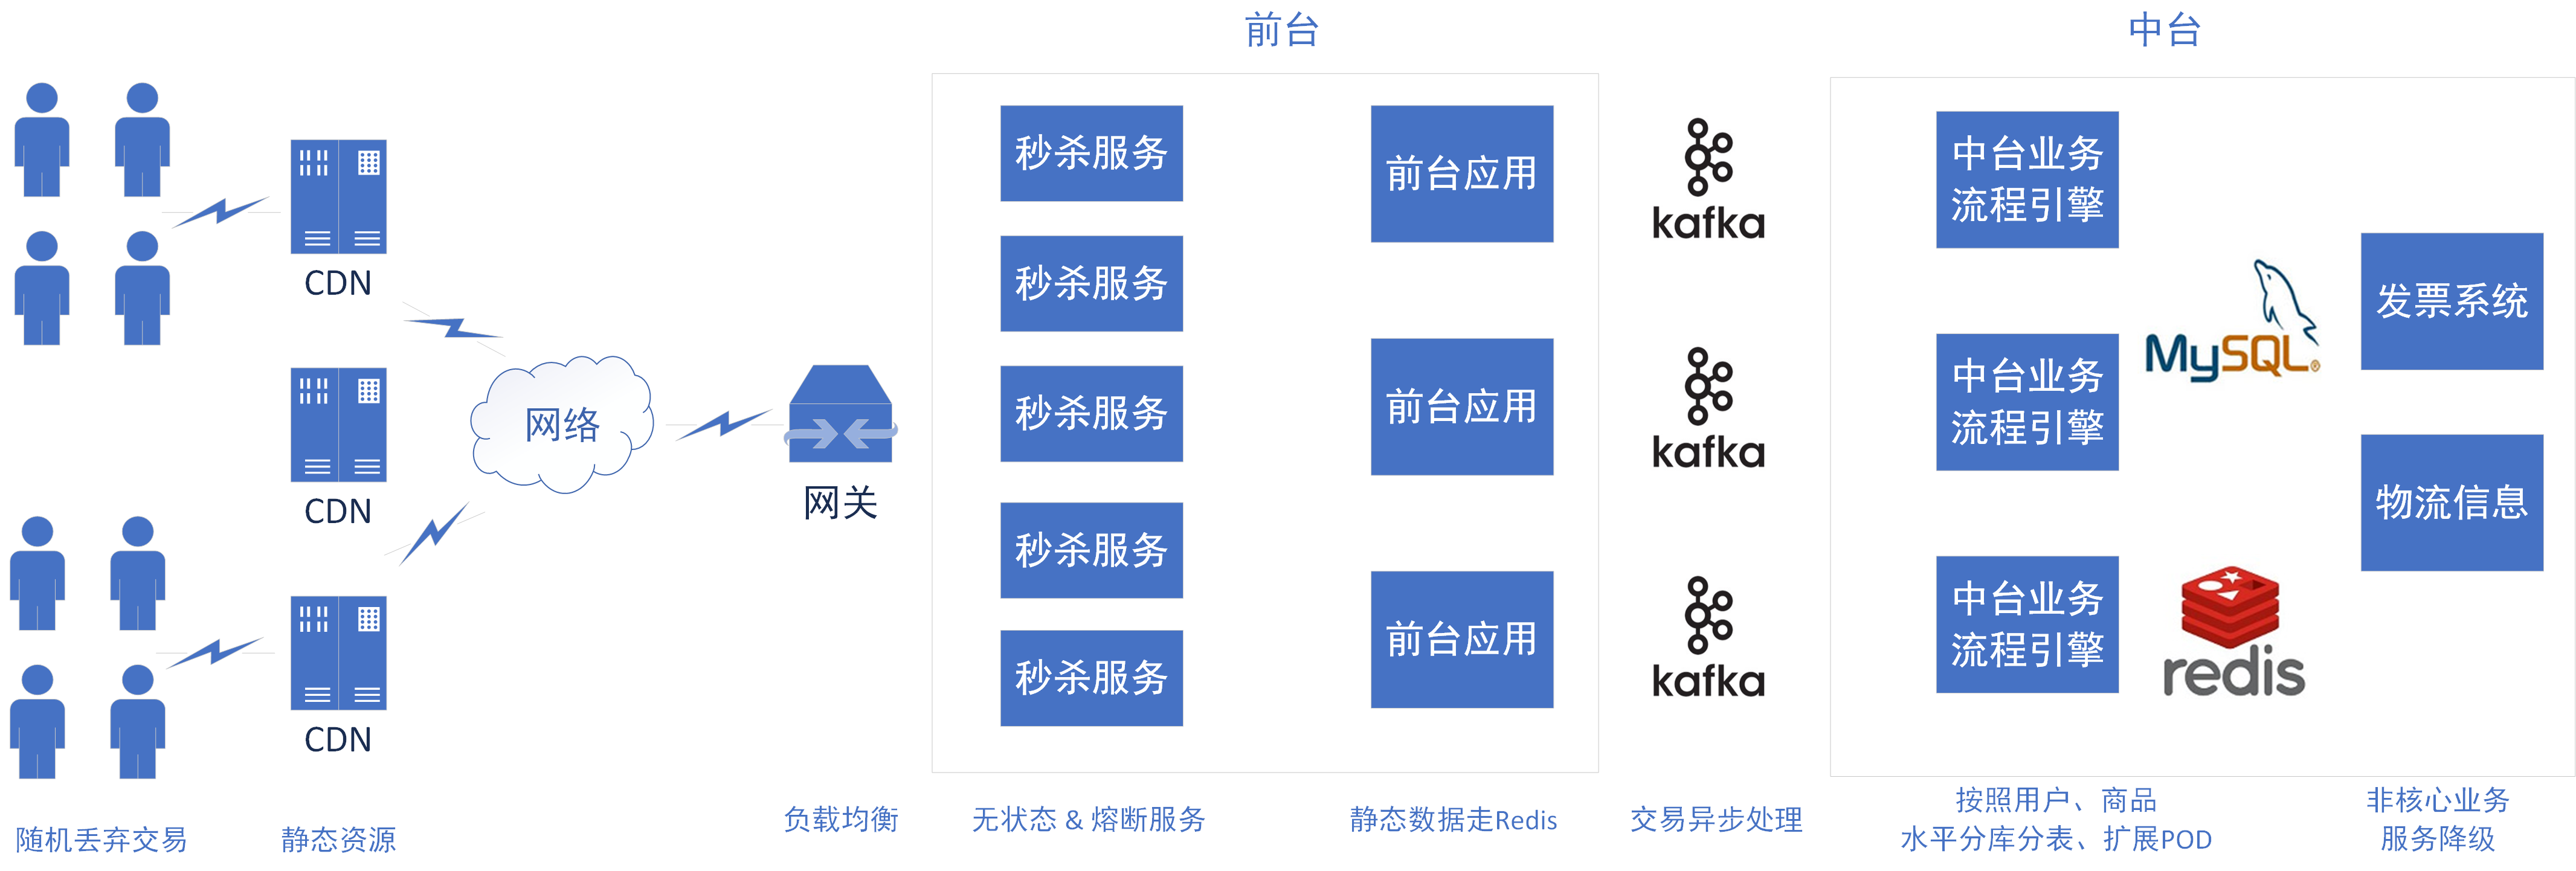 前台
中台
CDN
CDN
CDN
网络
网关
秒杀服务
秒杀服务
秒杀服务
秒杀服务
秒杀服务
前台应用
前台应用
前台应用
kafka
kafka
kafka
中台业务
流程引擎
中台业务
流程引擎
中台业务
流程引擎
MySQL®
redis
发票系统
物流信息
随机丢弃交易
静态资源
负载均衡
无状态 & 熔断服务
静态数据走Redis
交易异步处理
按照用户、商品
水平分库分表、扩展POD
非核心业务
服务降级